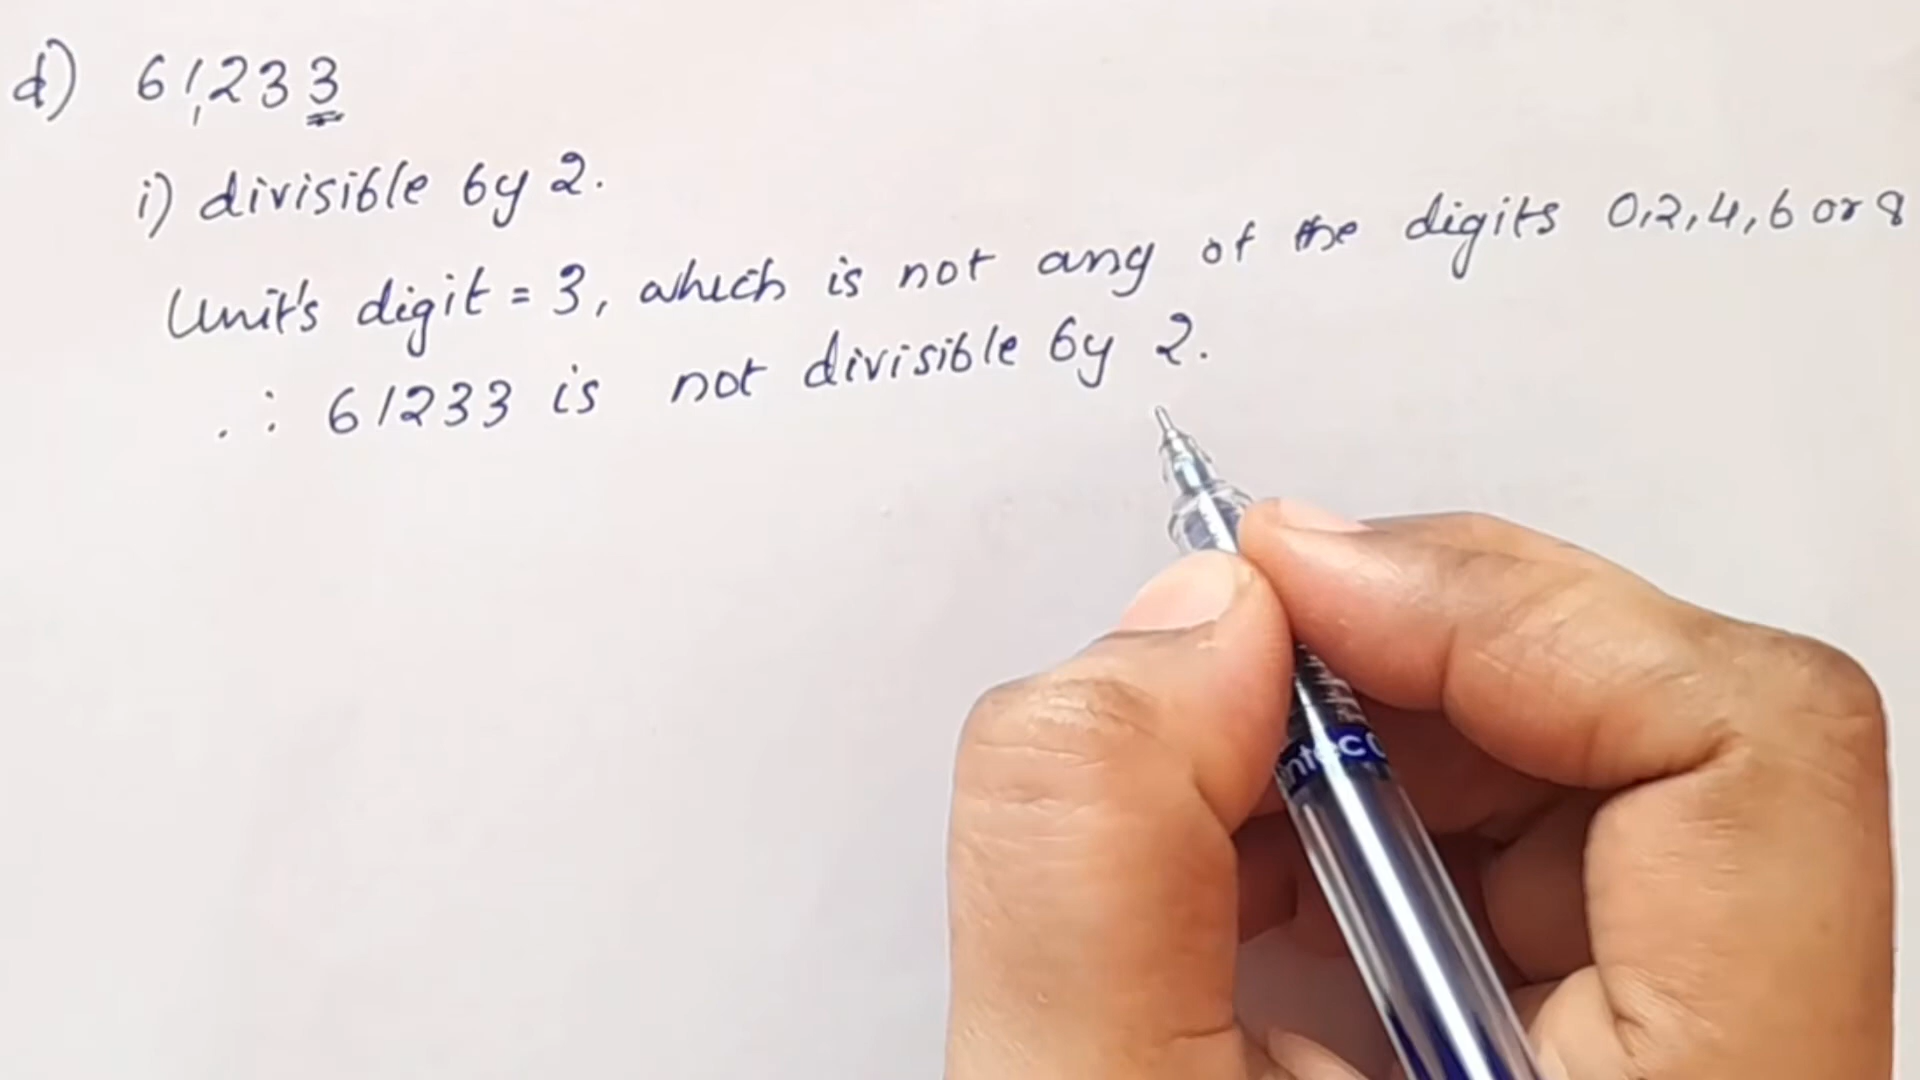 d) 61,233
i) divisible by 2.
Unit's digit = 3, which is not any of the digits 0,2,4,6 or 8
∴ 61233 is not divisible by 2.